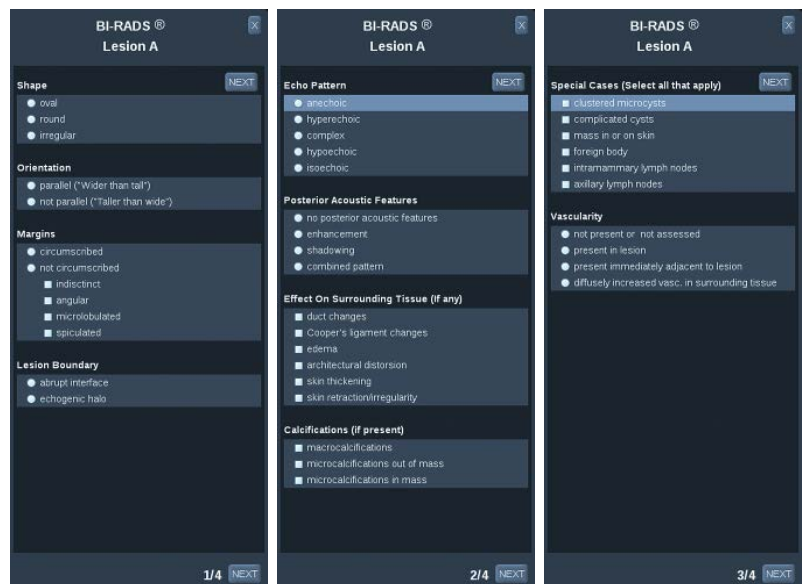 BI-RADS ®
X
Lesion A
NEXT
Shape
oval
round
irregular
Orientation
parallel ("Wider than tall")
not parallel ("Taller than wide")
Margins
circumscribed
not circumscribed
indisctinct
angular
microlobulated
spiculated
Lesion Boundary
abrupt interface
echogenic halo
1/4 NEXT
BI-RADS ®
X
Lesion A
NEXT
Echo Pattern
anechoic
hyperechoic
complex
hypoechoic
isoechoic
Posterior Acoustic Features
no posterior acoustic features
enhancement
shadowing
combined pattern
Effect On Surrounding Tissue (If any)
duct changes
Cooper's ligament changes
edema
architectural distorsion
skin thickening
skin retraction/irregularity
Calcifications (if present)
macrocalcifications
microcalcifications out of mass
microcalcifications in mass
2/4 NEXT
BI-RADS ®
X
Lesion A
Special Cases (Select all that apply) NEXT
clustered microcysts
complicated cysts
mass in or on skin
foreign body
intramammary lymph nodes
axillary lymph nodes
Vascularity
not present or not assessed
present in lesion
present immediately adjacent to lesion
diffusely increased vasc. in surrounding tissue
3/4 NEXT